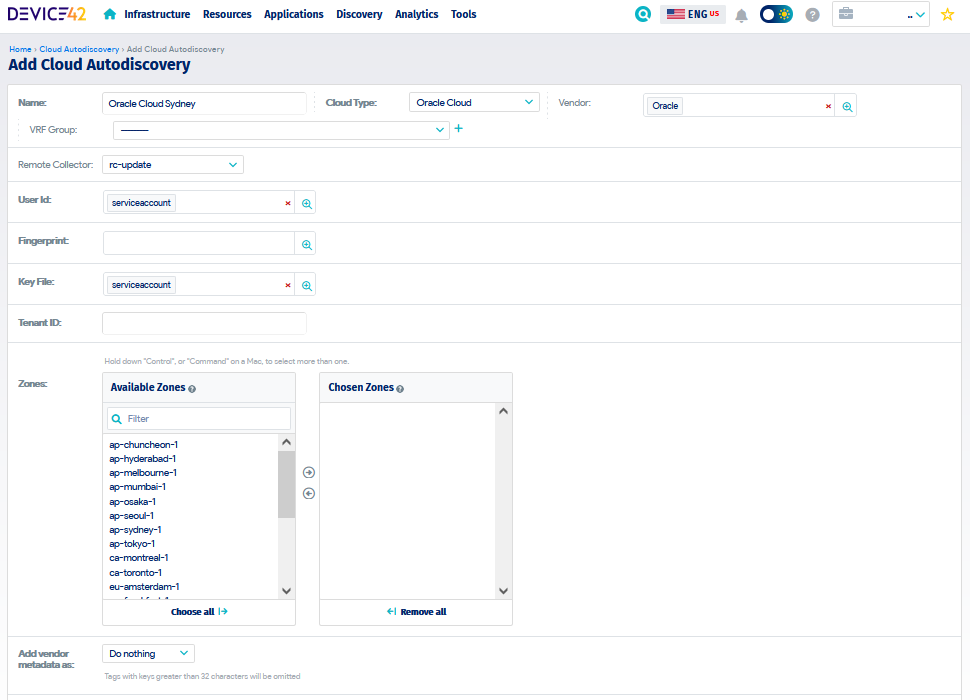 DEVICE42 Infrastructure Resources Applications Discovery Analytics Tools ENG US ..
Home › Cloud Autodiscovery › Add Cloud Autodiscovery
Add Cloud Autodiscovery
Name: Oracle Cloud Sydney Cloud Type: Oracle Cloud Vendor: Oracle
VRF Group: ---------
Remote Collector: rc-update
User Id: serviceaccount
Fingerprint:
Key File: serviceaccount
Tenant ID:
Hold down "Control", or "Command" on a Mac, to select more than one.
Zones:
Available Zones
Chosen Zones
Filter
ap-chuncheon-1
ap-hyderabad-1
ap-melbourne-1
ap-mumbai-1
ap-osaka-1
ap-seoul-1
ap-sydney-1
ap-tokyo-1
ca-montreal-1
ca-toronto-1
eu-amsterdam-1
Choose all
Remove all
Add vendor
metadata as:
Do nothing
Tags with keys greater than 32 characters will be omitted